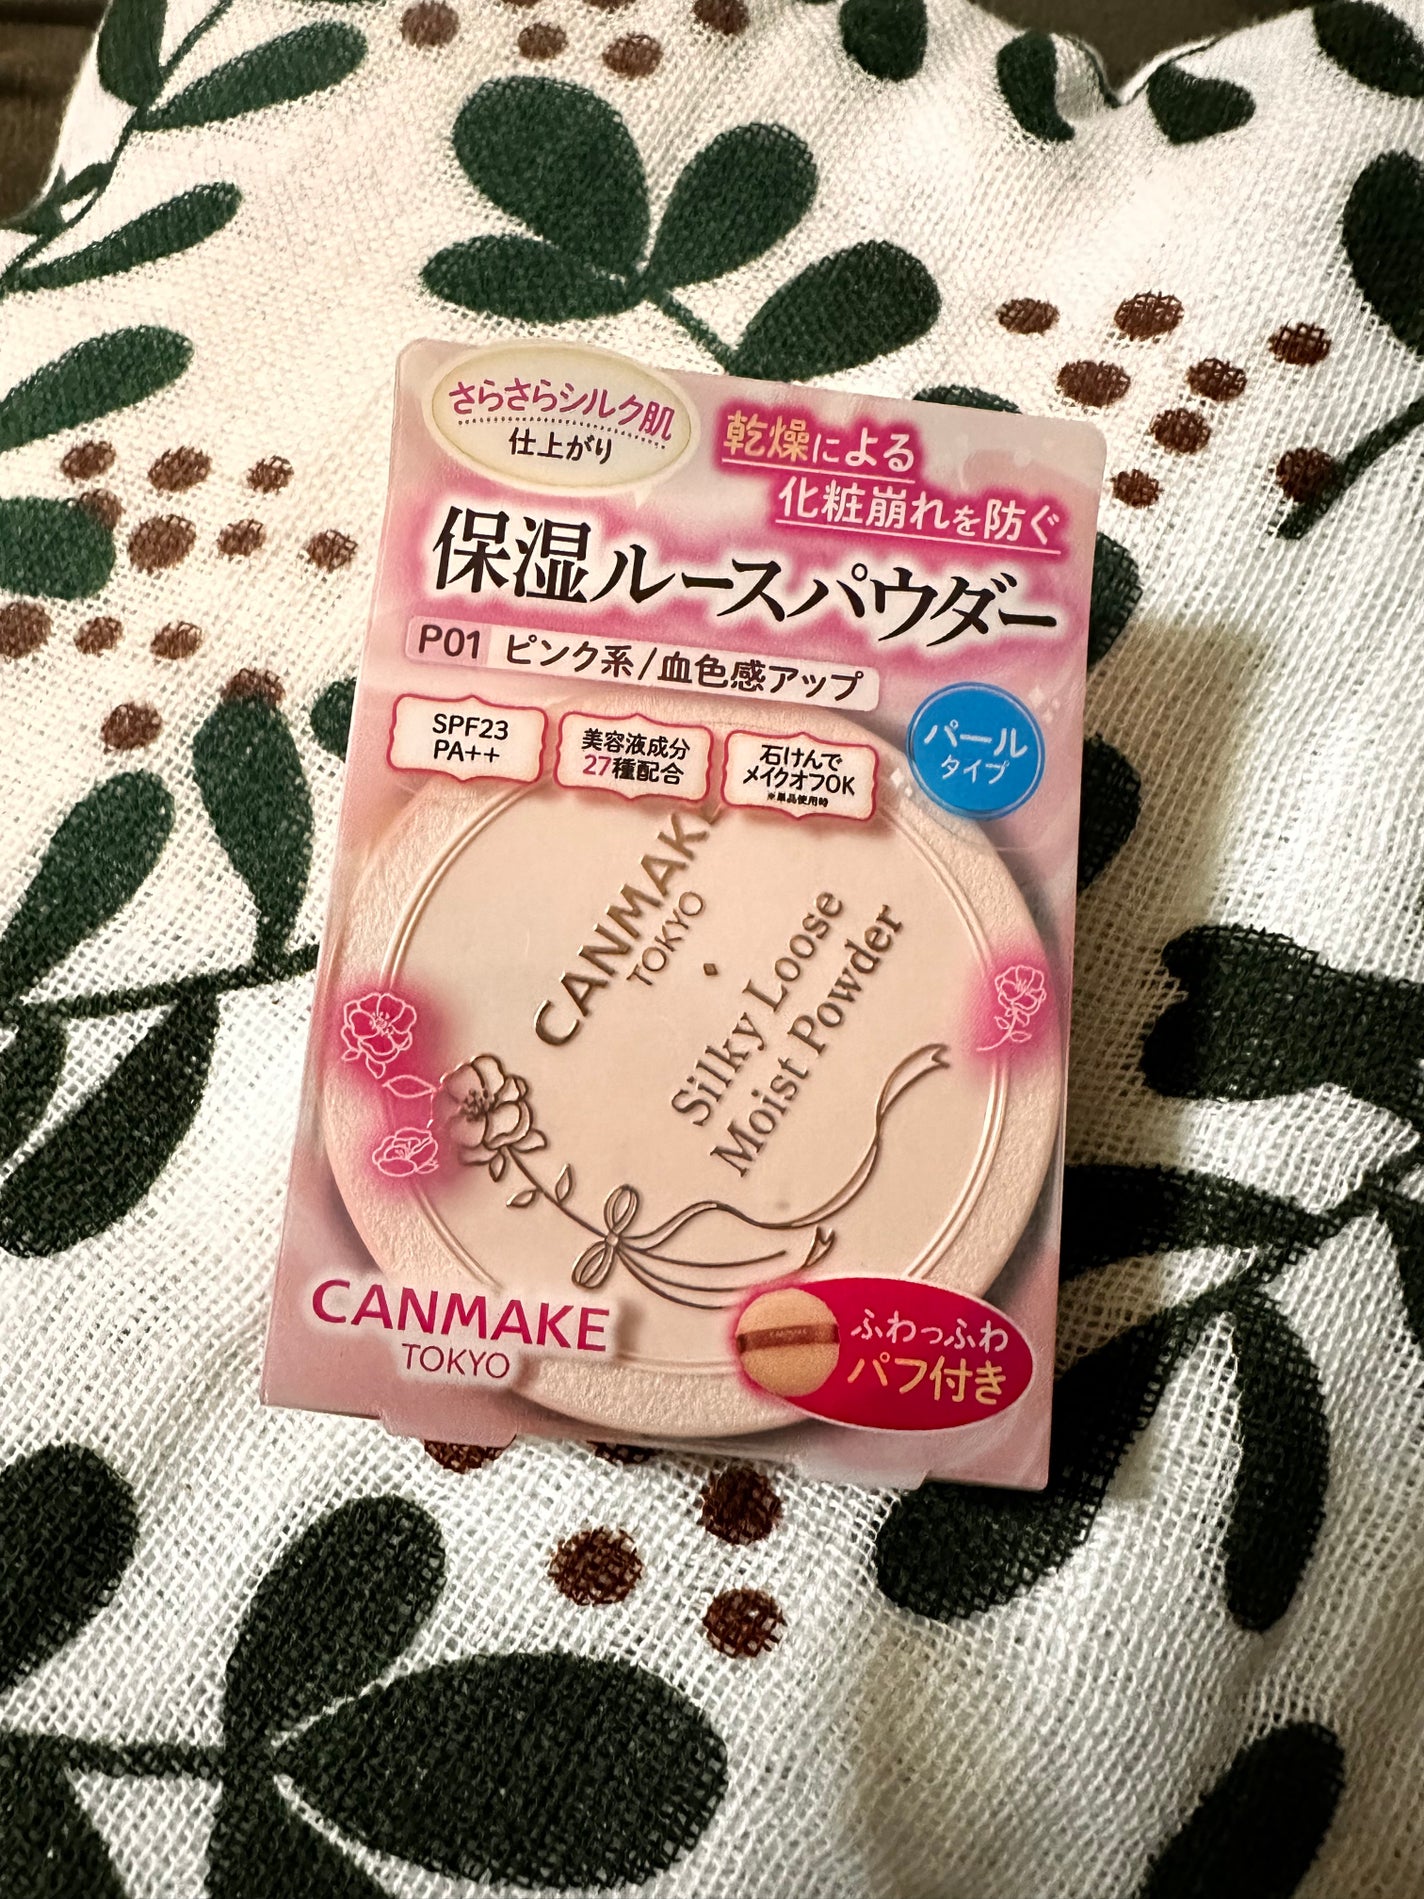 さらさらシルク肌
仕上がり
乾燥による
化粧崩れを防ぐ
保湿ルースパウダー
P01 ピンク系/血色感アップ
SPF23
PA++
美容液成分
27種配合
石けんで
メイクオフOK
※単品使用時
パール
タイプ
CANMAKE
TOKYO
Silky Loose
Moist Powder
CANMAKE
TOKYO
ふわっふわ
パフ付き